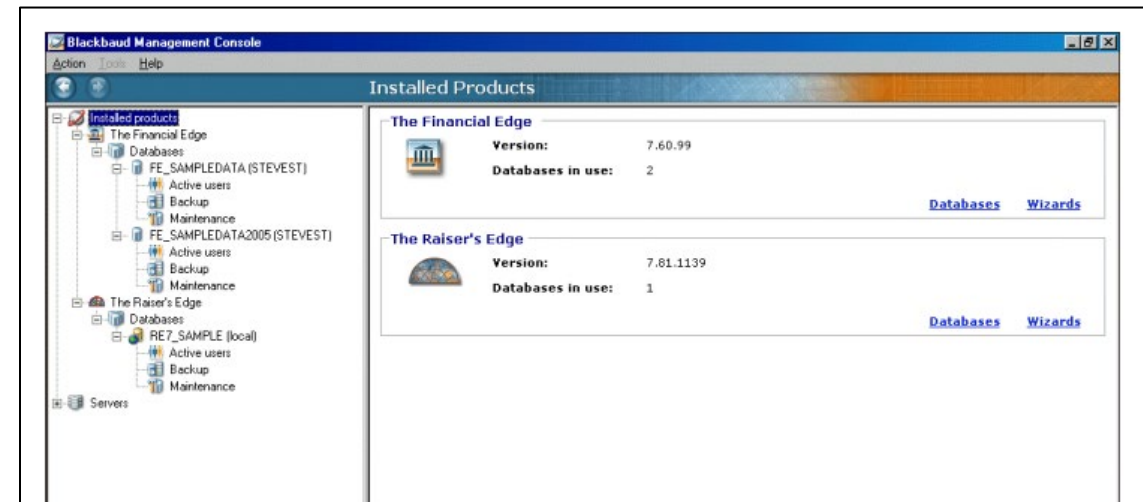 Blackbaud Management Console
Action Tools Help
Installed Products
Installed products
The Financial Edge
Databases
FE_SAMPLEDATA (STEVEST)
Active users
Backup
Maintenance
FE_SAMPLEDATA2005 (STEVEST)
Active users
Backup
Maintenance
The Raiser's Edge
Databases
RE7_SAMPLE (local)
Active users
Backup
Maintenance
Servers
The Financial Edge
Version: 7.60.99
Databases in use: 2
Databases Wizards
The Raiser's Edge
Version: 7.81.1139
Databases in use: 1
Databases Wizards